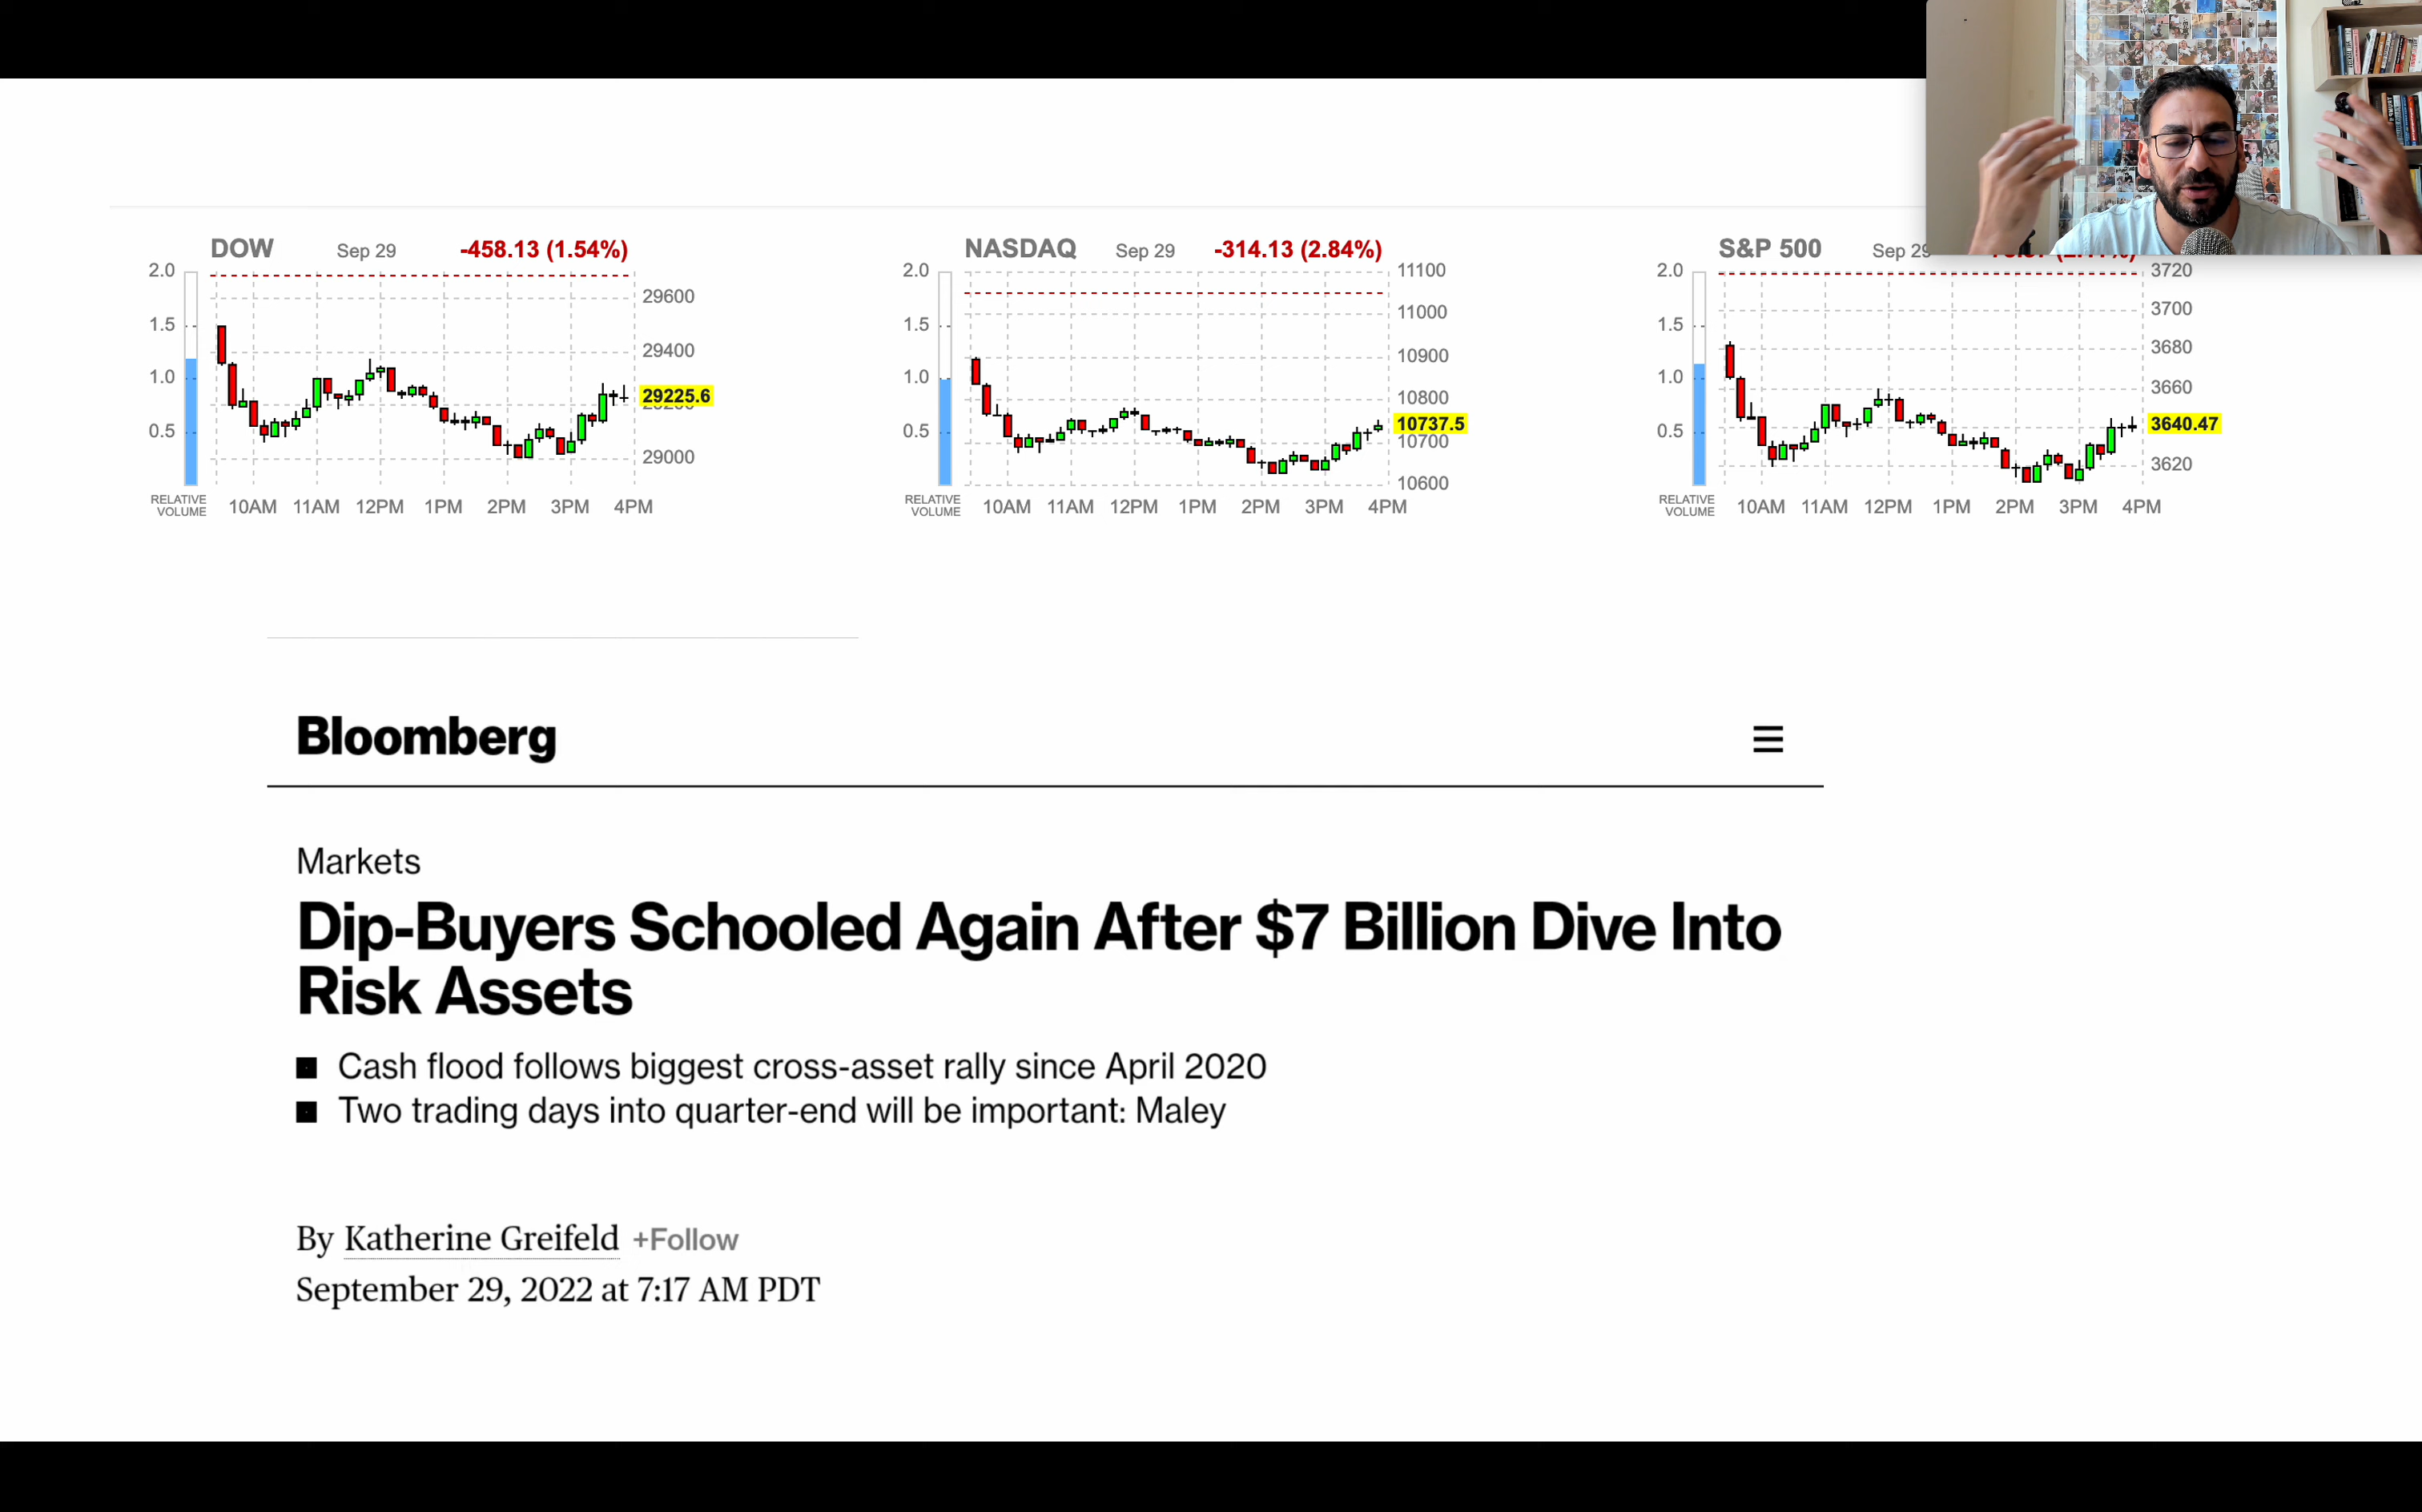 DOW Sep 29 -458.13 (1.54%)
2.0
1.5
1.0
0.5
29600
29400
29225.6
29000
RELATIVE
VOLUME
10AM 11AM 12PM 1PM 2PM 3PM 4PM
NASDAQ Sep 29 -314.13 (2.84%)
2.0
1.5
1.0
0.5
11100
11000
10900
10800
10737.5
10700
10600
RELATIVE
VOLUME
10AM 11AM 12PM 1PM 2PM 3PM 4PM
S&P 500 Sep 29
2.0
1.5
1.0
0.5
3720
3700
3680
3660
3640.47
3620
RELATIVE
VOLUME
10AM 11AM 12PM 1PM 2PM 3PM 4PM
Bloomberg
Markets
Dip-Buyers Schooled Again After $7 Billion Dive Into
Risk Assets
Cash flood follows biggest cross-asset rally since April 2020
Two trading days into quarter-end will be important: Maley
By Katherine Greifeld +Follow
September 29, 2022 at 7:17 AM PDT